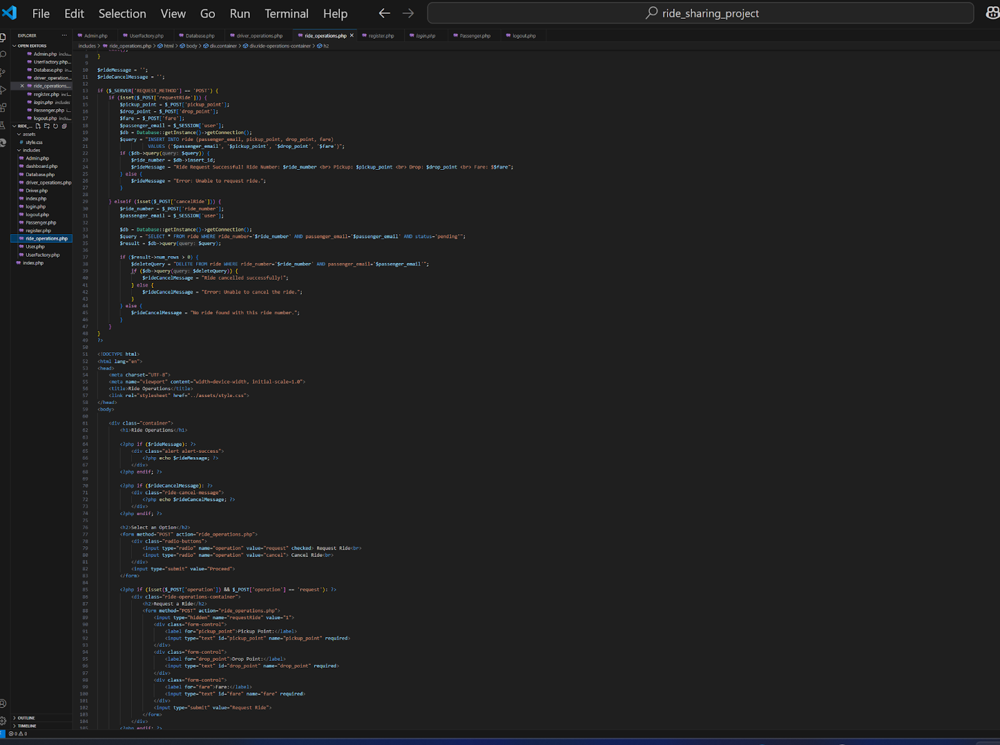 File Edit Selection View Go Run Terminal Help
ride_sharing_project
EXPLORER ...
OPEN EDITORS
Admin.php inclu...
UserFactory.php...
Database.php in...
driver_operation...
ride_operations....
register.php incl...
login.php includes
Passenger.php i...
logout.php inclu...
RIDE_...
assets
# style.css
includes
Admin.php
dashboard.php
Database.php
driver_operations.php
Driver.php
index.php
login.php
logout.php
Passenger.php
register.php
ride_operations.php
User.php
UserFactory.php
index.php
OUTLINE
TIMELINE
0 0
Admin.php UserFactory.php Database.php driver_operations.php ride_operations.php register.php login.php Passenger.php logout.php
includes > ride_operations.php > html > body > div.container > div.ride-operations-container > h2
8 }
9
10 $rideMessage = '';
11 $rideCancelMessage = '';
12
13 if ($_SERVER['REQUEST_METHOD'] == 'POST') {
14 if (isset($_POST['requestRide'])) {
15 $pickup_point = $_POST['pickup_point'];
16 $drop_point = $_POST['drop_point'];
17 $fare = $_POST['fare'];
18 $passenger_email = $_SESSION['user'];
19 $db = Database::getInstance()->getConnection();
20 $query = "INSERT INTO ride (passenger_email, pickup_point, drop_point, fare)
21 VALUES ('$passenger_email', '$pickup_point', '$drop_point', '$fare')";
22 if ($db->query(query: $query)) {
23 $ride_number = $db->insert_id;
24 $rideMessage = "Ride Request Successful! Ride Number: $ride_number <br> Pickup: $pickup_point <br> Drop: $drop_point <br> Fare: $$fare";
25 } else {
26 $rideMessage = "Error: Unable to request ride.";
27 }
28
29 } elseif (isset($_POST['cancelRide'])) {
30 $ride_number = $_POST['ride_number'];
31 $passenger_email = $_SESSION['user'];
32
33 $db = Database::getInstance()->getConnection();
34 $query = "SELECT * FROM ride WHERE ride_number='$ride_number' AND passenger_email='$passenger_email' AND status='pending'";
35 $result = $db->query(query: $query);
36
37 if ($result->num_rows > 0) {
38 $deleteQuery = "DELETE FROM ride WHERE ride_number='$ride_number' AND passenger_email='$passenger_email'";
39 if ($db->query(query: $deleteQuery)) {
40 $rideCancelMessage = "Ride cancelled successfully!";
41 } else {
42 $rideCancelMessage = "Error: Unable to cancel the ride.";
43 }
44 } else {
45 $rideCancelMessage = "No ride found with this ride number.";
46 }
47 }
48 }
49 ?>
50
51 <!DOCTYPE html>
52 <html lang="en">
53 <head>
54 <meta charset="UTF-8">
55 <meta name="viewport" content="width=device-width, initial-scale=1.0">
56 <title>Ride Operations</title>
57 <link rel="stylesheet" href="../assets/style.css">
58 </head>
59 <body>
60
61 <div class="container">
62 <h1>Ride Operations</h1>
63
64 <?php if ($rideMessage): ?>
65 <div class="alert alert-success">
66 <?php echo $rideMessage; ?>
67 </div>
68 <?php endif; ?>
69
70 <?php if ($rideCancelMessage): ?>
71 <div class="ride-cancel-message">
72 <?php echo $rideCancelMessage; ?>
73 </div>
74 <?php endif; ?>
75
76 <h2>Select an Option</h2>
77 <form method="POST" action="ride_operations.php">
78 <div class="radio-buttons">
79 <input type="radio" name="operation" value="request" checked> Request Ride<br>
80 <input type="radio" name="operation" value="cancel"> Cancel Ride<br>
81 </div>
82 <input type="submit" value="Proceed">
83 </form>
84
85 <?php if (isset($_POST['operation']) && $_POST['operation'] == 'request'): ?>
86 <div class="ride-operations-container">
87 <h2>Request a Ride</h2>
88 <form method="POST" action="ride_operations.php">
89 <input type="hidden" name="requestRide" value="1">
90 <div class="form-control">
91 <label for="pickup_point">Pickup Point:</label>
92 <input type="text" id="pickup_point" name="pickup_point" required>
93 </div>
94 <div class="form-control">
95 <label for="drop_point">Drop Point:</label>
96 <input type="text" id="drop_point" name="drop_point" required>
97 </div>
98 <div class="form-control">
99 <label for="fare">Fare:</label>
100 <input type="text" id="fare" name="fare" required>
101 </div>
102 <input type="submit" value="Request Ride">
103 </form>
104 </div>
105 <?php endif; ?>